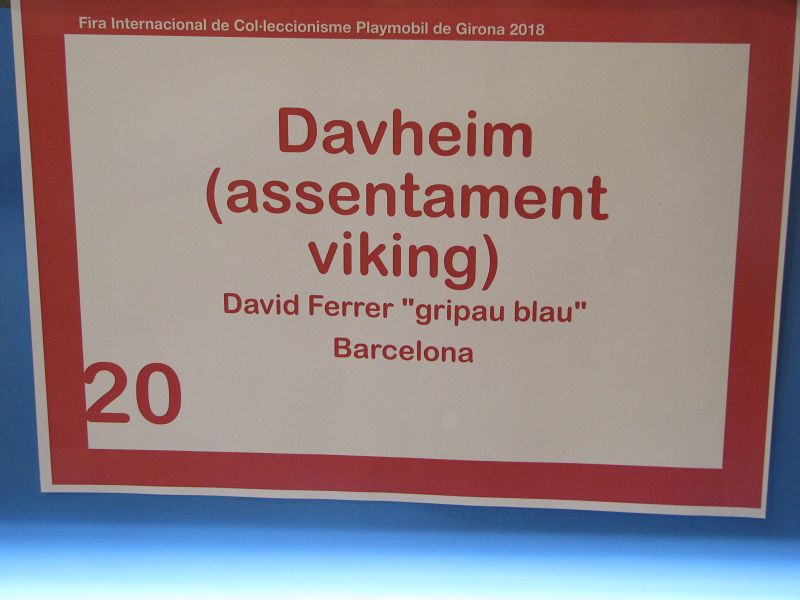 Fira Internacional de Col·leccionisme Playmobil de Girona 2018
Davheim
(assentament
viking)
David Ferrer "gripau blau"
Barcelona
20